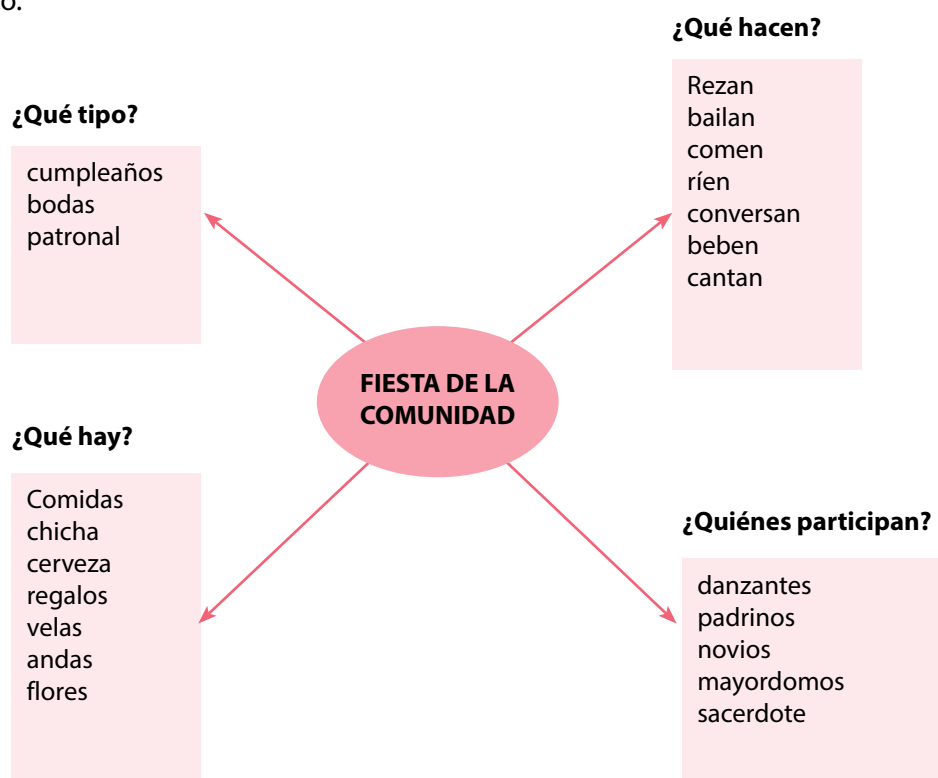 o.
¿Qué hacen?
Rezan
bailan
comen
ríen
conversan
beben
cantan
¿Qué tipo?
cumpleaños
bodas
patronal
FIESTA DE LA
COMUNIDAD
¿Qué hay?
Comidas
chicha
cerveza
regalos
velas
andas
flores
¿Quiénes participan?
danzantes
padrinos
novios
mayordomos
sacerdote